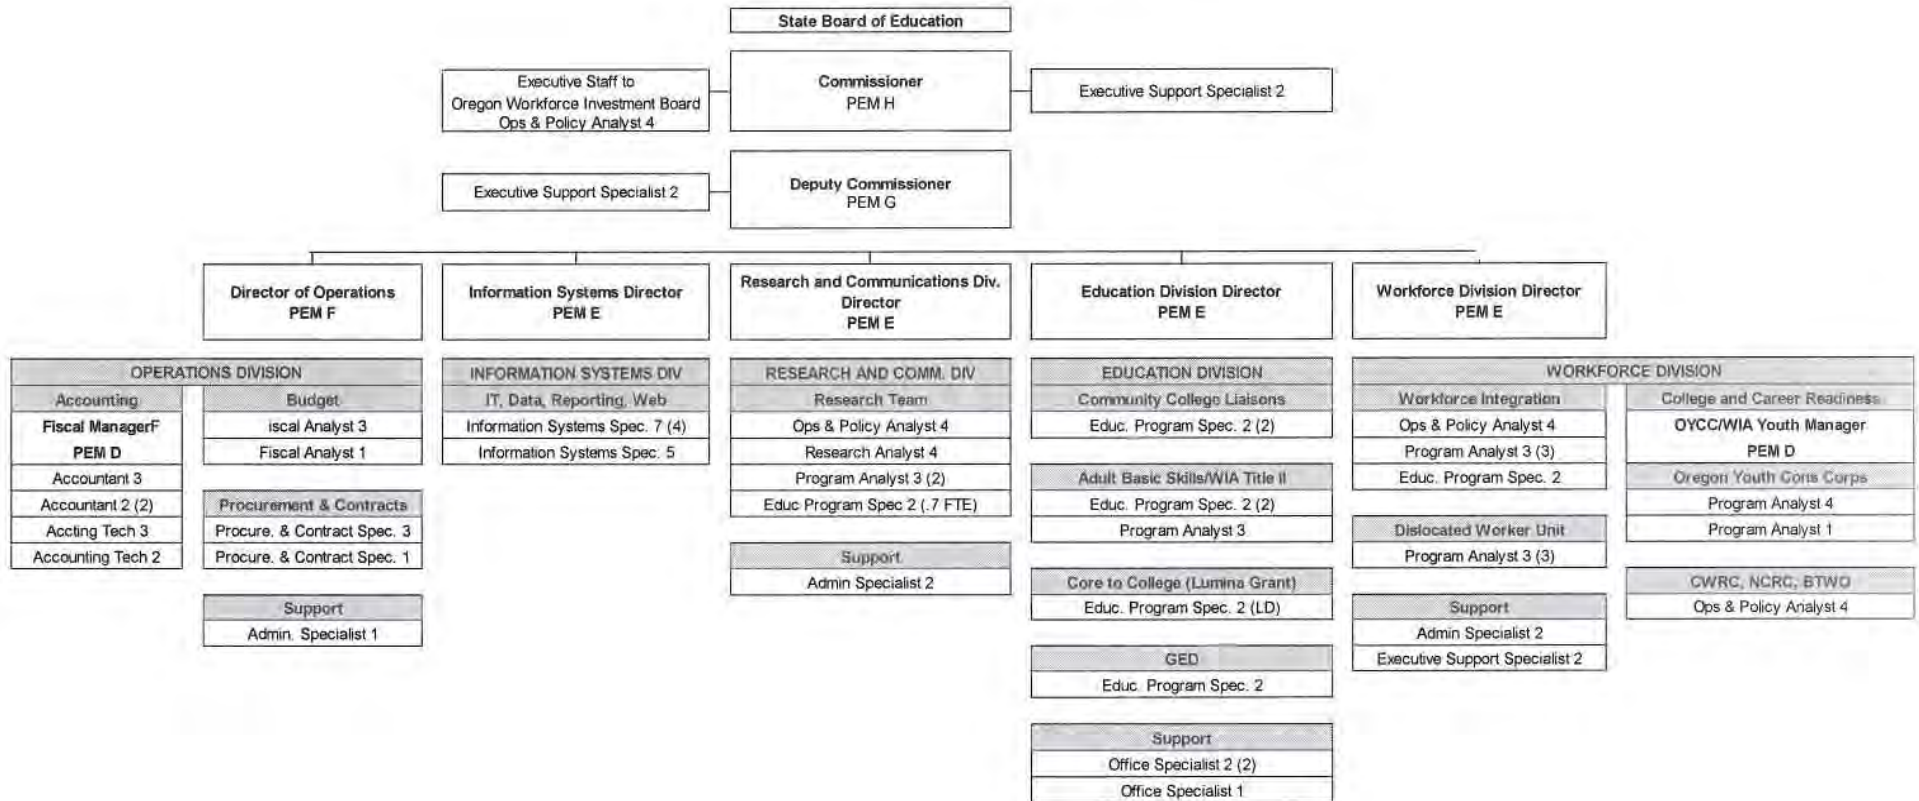 State Board of Education
Executive Staff to
Oregon Workforce Investment Board
Ops & Policy Analyst 4
Commissioner
PEM H
Executive Support Specialist 2
Executive Support Specialist 2
Deputy Commissioner
PEM G
Director of Operations
PEM F
Information Systems Director
PEM E
Research and Communications Div.
Director
PEM E
Education Division Director
PEM E
Workforce Division Director
PEM E
OPERATIONS DIVISION
Accounting
Fiscal ManagerF
PEM D
Accountant 3
Accountant 2 (2)
Accting Tech 3
Accounting Tech 2
Budget
iscal Analyst 3
Fiscal Analyst 1
Procurement & Contracts
Procure. & Contract Spec. 3
Procure. & Contract Spec. 1
Support
Admin. Specialist 1
INFORMATION SYSTEMS DIV
IT, Data, Reporting, Web
Information Systems Spec. 7 (4)
Information Systems Spec. 5
RESEARCH AND COMM. DIV
Research Team
Ops & Policy Analyst 4
Research Analyst 4
Program Analyst 3 (2)
Educ Program Spec 2 (.7 FTE)
Support
Admin Specialist 2
EDUCATION DIVISION
Community College Liaisons
Educ. Program Spec. 2 (2)
Adult Basic Skills/WIA Title II
Educ. Program Spec. 2 (2)
Program Analyst 3
Core to College (Lumina Grant)
Educ. Program Spec. 2 (LD)
GED
Educ. Program Spec. 2
Support
Office Specialist 2 (2)
Office Specialist 1
WORKFORCE DIVISION
Workforce Integration
Ops & Policy Analyst 4
Program Analyst 3 (3)
Educ. Program Spec. 2
Dislocated Worker Unit
Program Analyst 3 (3)
Support
Admin Specialist 2
Executive Support Specialist 2
College and Career Readiness
OYCC/WIA Youth Manager
PEM D
Oregon Youth Cons Corps
Program Analyst 4
Program Analyst 1
CWRC, NCRC, BTWO
Ops & Policy Analyst 4